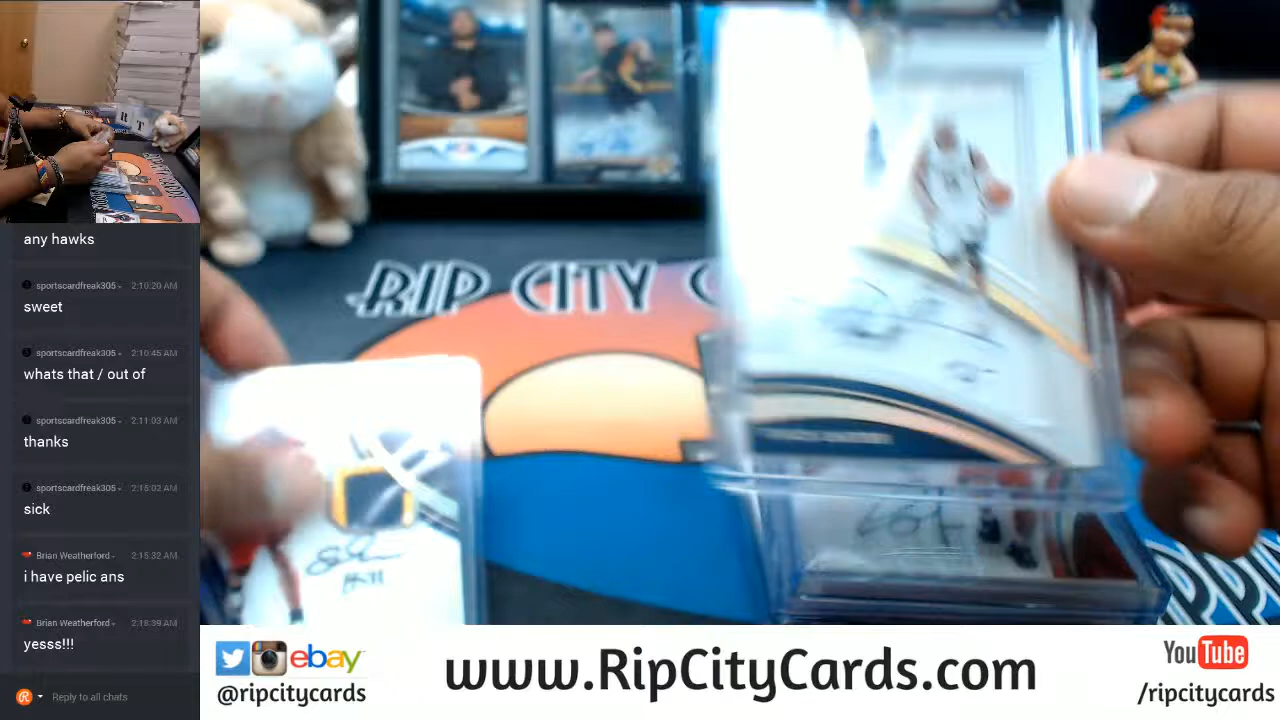 any hawks
sportscardfreak305 2:10:20 AM
sweet
sportscardfreak305 2:10:45 AM
whats that / out of
sportscardfreak305 2:11:03 AM
thanks
sportscardfreak305 2:15:02 AM
sick
Brian Weatherford 2:15:32 AM
i have pelic ans
Brian Weatherford 2:18:39 AM
yesss!!!
Reply to all chats
RIP CITY C
ebay
@ripcitycards
www.RipCityCards.com
YouTube
/ripcitycards